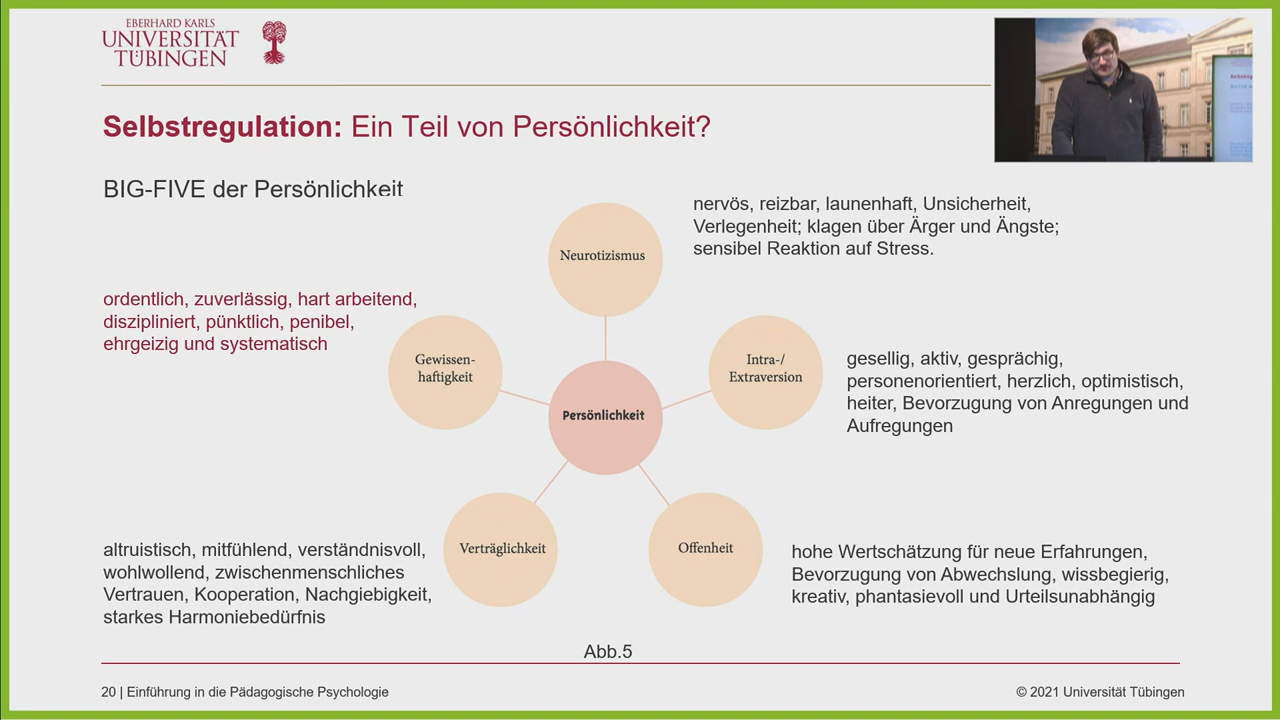 EBERHARD KARLS
UNIVERSITÄT
TÜBINGEN
Selbstregulation: Ein Teil von Persönlichkeit?
BIG-FIVE der Persönlichkeit
nervös, reizbar, launenhaft, Unsicherheit,
Verlegenheit; klagen über Ärger und Ängste;
sensibel Reaktion auf Stress.
Neurotizismus
ordentlich, zuverlässig, hart arbeitend,
diszipliniert, pünktlich, penibel,
ehrgeizig und systematisch
Gewissen-
haftigkeit
Intra-/
Extraversion
gesellig, aktiv, gesprächig,
personenorientiert, herzlich, optimistisch,
heiter, Bevorzugung von Anregungen und
Aufregungen
Persönlichkeit
altruistisch, mitfühlend, verständnisvoll,
wohlwollend, zwischenmenschliches
Vertrauen, Kooperation, Nachgiebigkeit,
starkes Harmoniebedürfnis
Verträglichkeit
Offenheit
hohe Wertschätzung für neue Erfahrungen,
Bevorzugung von Abwechslung, wissbegierig,
kreativ, phantasievoll und Urteilsunabhängig
Abb.5
20 | Einführung in die Pädagogische Psychologie
© 2021 Universität Tübingen